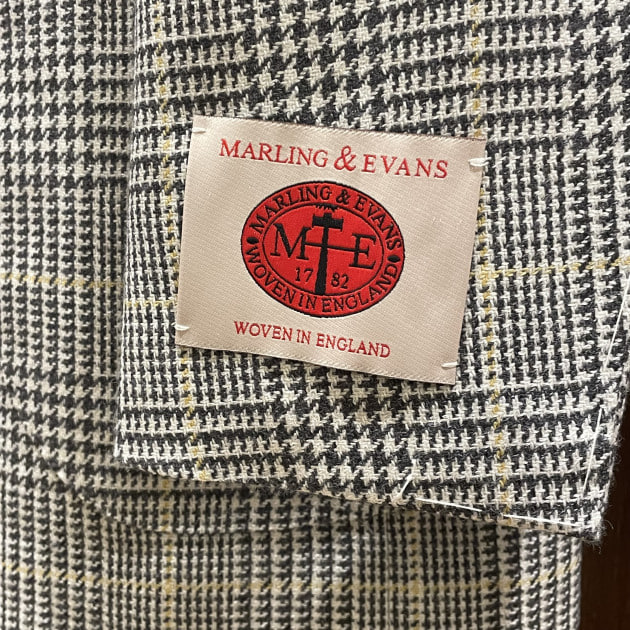 MARLING & EVANS
MARLING & EVANS
M E
17 82
WOVEN IN ENGLAND
WOVEN IN ENGLAND